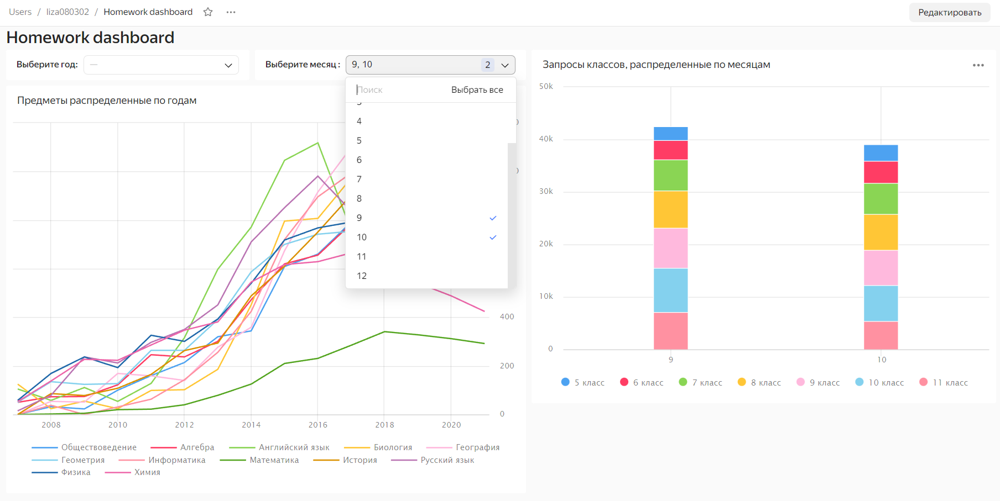 Users / liza080302 / Homework dashboard
Редактировать
Homework dashboard
Выберите год: —
Выберите месяц: 9, 10 2
Поиск Выбрать все
4
5
6
7
8
9
10
11
12
Предметы распределенные по годам
400
200
0
2008 2010 2012 2014 2016 2018 2020
Обществоведение Алгебра Английский язык Биология География
Геометрия Информатика Математика История Русский язык
Физика Химия
Запросы классов, распределенные по месяцам
50k
40k
30k
20k
10k
0
9 10
5 класс 6 класс 7 класс 8 класс 9 класс 10 класс 11 класс